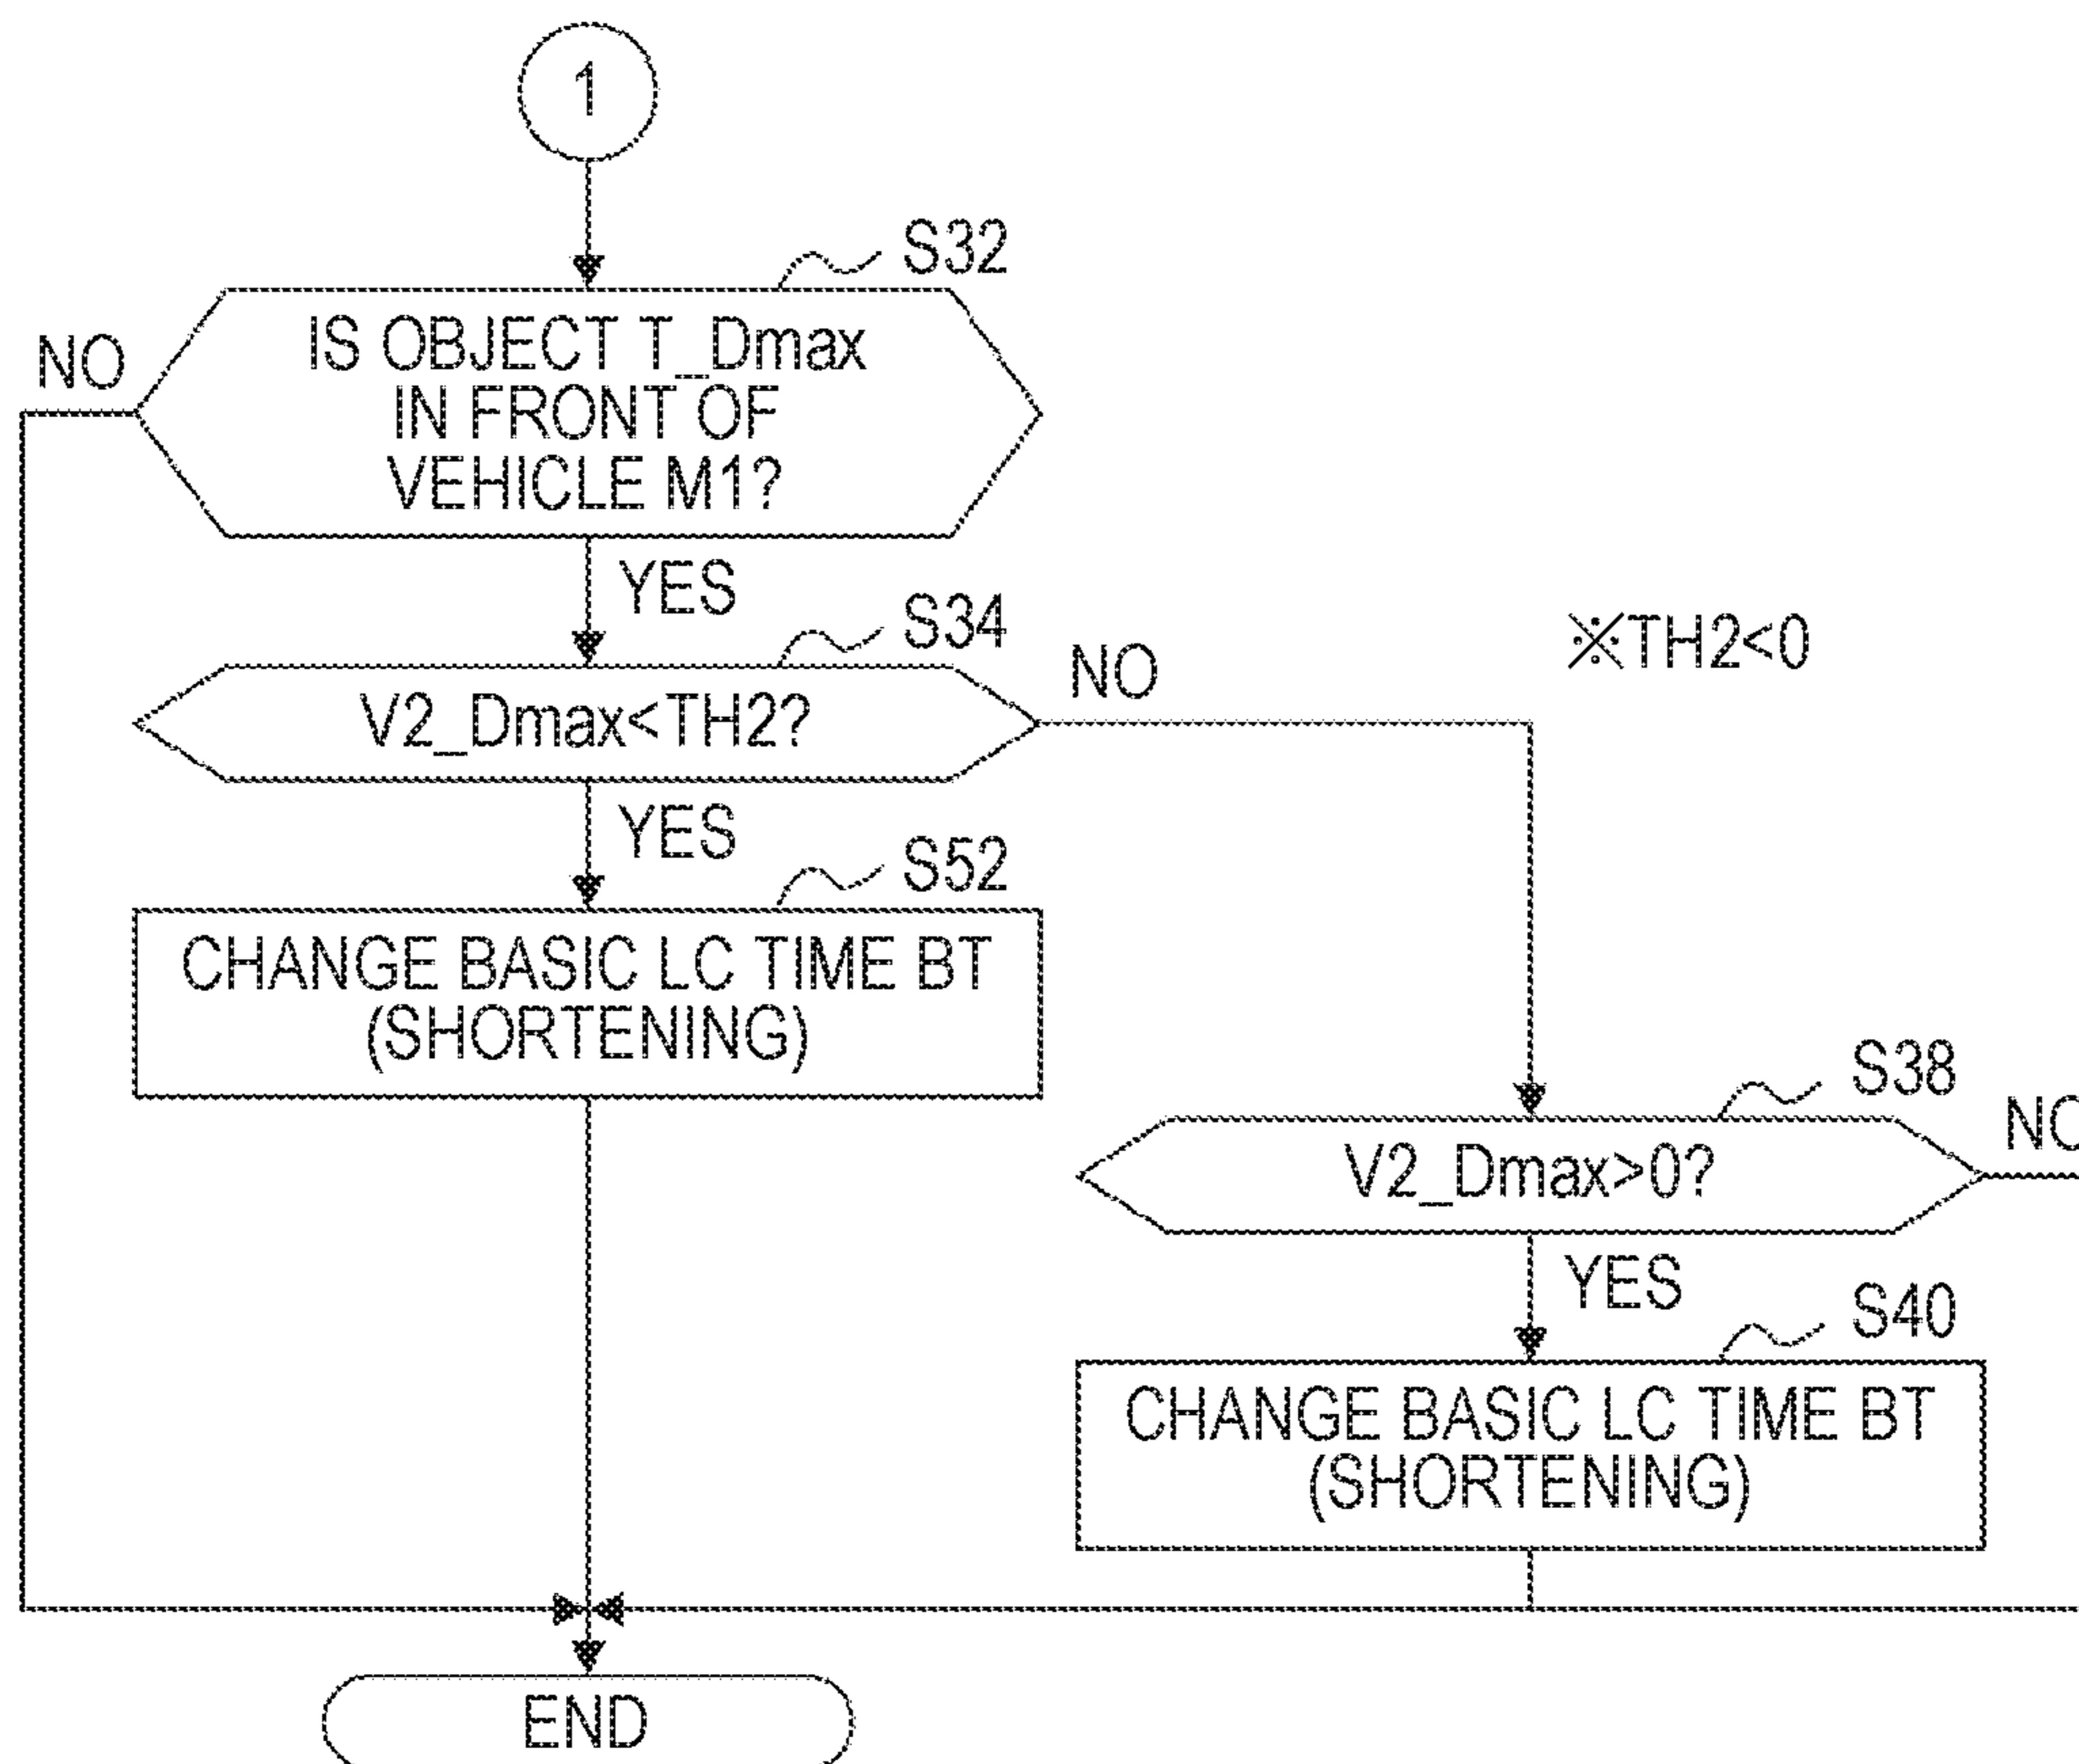 1
S32
NO
IS OBJECT T_Dmax
IN FRONT OF
VEHICLE M1?
YES
S34
※TH2<0
NO
V2_Dmax<TH2?
YES
S52
CHANGE BASIC LC TIME BT
(SHORTENING)
S38
NO
V2_Dmax>0?
YES
S40
CHANGE BASIC LC TIME BT
(SHORTENING)
END